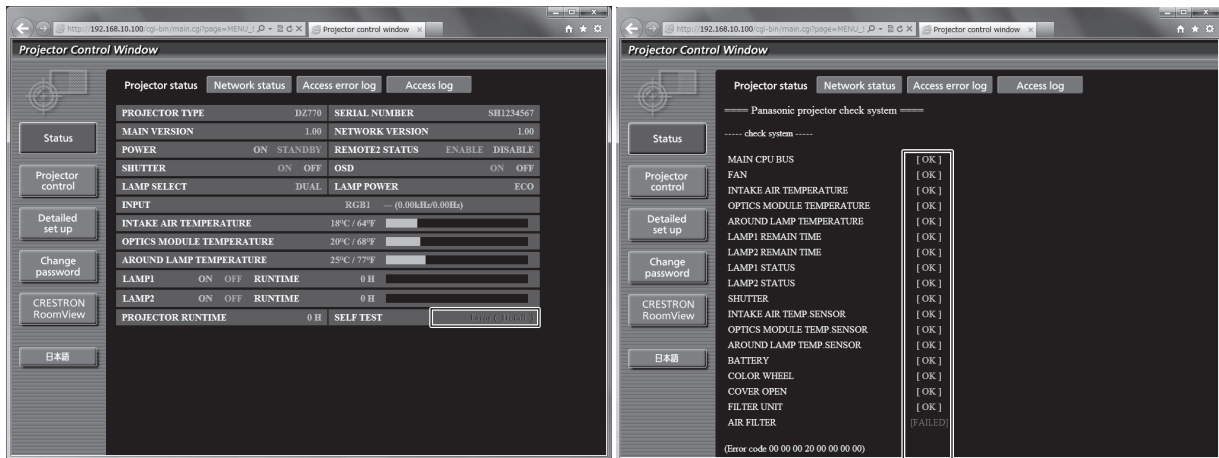 http://192.168.10.100/cgi-bin/main.cgi?page=MENU_
Projector control window
Projector Control Window
Projector status Network status Access error log Access log
Status
Projector
control
Detailed
set up
Change
password
CRESTRON
RoomView
日本語
PROJECTOR TYPE DZ770 SERIAL NUMBER SH1234567
MAIN VERSION 1.00 NETWORK VERSION 1.00
POWER ON STANDBY REMOTE2 STATUS ENABLE DISABLE
SHUTTER ON OFF OSD ON OFF
LAMP SELECT DUAL LAMP POWER ECO
INPUT RGB1 — (0.00kHz/0.00Hz)
INTAKE AIR TEMPERATURE 18°C / 64°F
OPTICS MODULE TEMPERATURE 20°C / 68°F
AROUND LAMP TEMPERATURE 25°C / 77°F
LAMP1 ON OFF RUNTIME 0 H
LAMP2 ON OFF RUNTIME 0 H
PROJECTOR RUNTIME 0 H SELF TEST Error ( Detail )
http://192.168.10.100/cgi-bin/main.cgi?page=MENU_
Projector control window
Projector Control Window
Projector status Network status Access error log Access log
Status
Projector
control
Detailed
set up
Change
password
CRESTRON
RoomView
日本語
==== Panasonic projector check system ====
----- check system -----
MAIN CPU BUS [ OK ]
FAN [ OK ]
INTAKE AIR TEMPERATURE [ OK ]
OPTICS MODULE TEMPERATURE [ OK ]
AROUND LAMP TEMPERATURE [ OK ]
LAMP1 REMAIN TIME [ OK ]
LAMP2 REMAIN TIME [ OK ]
LAMP1 STATUS [ OK ]
LAMP2 STATUS [ OK ]
SHUTTER [ OK ]
INTAKE AIR TEMP.SENSOR [ OK ]
OPTICS MODULE TEMP.SENSOR [ OK ]
AROUND LAMP TEMP.SENSOR [ OK ]
BATTERY [ OK ]
COLOR WHEEL [ OK ]
COVER OPEN [ OK ]
FILTER UNIT [ OK ]
AIR FILTER [FAILED]
(Error code 00 00 00 20 00 00 00 00)